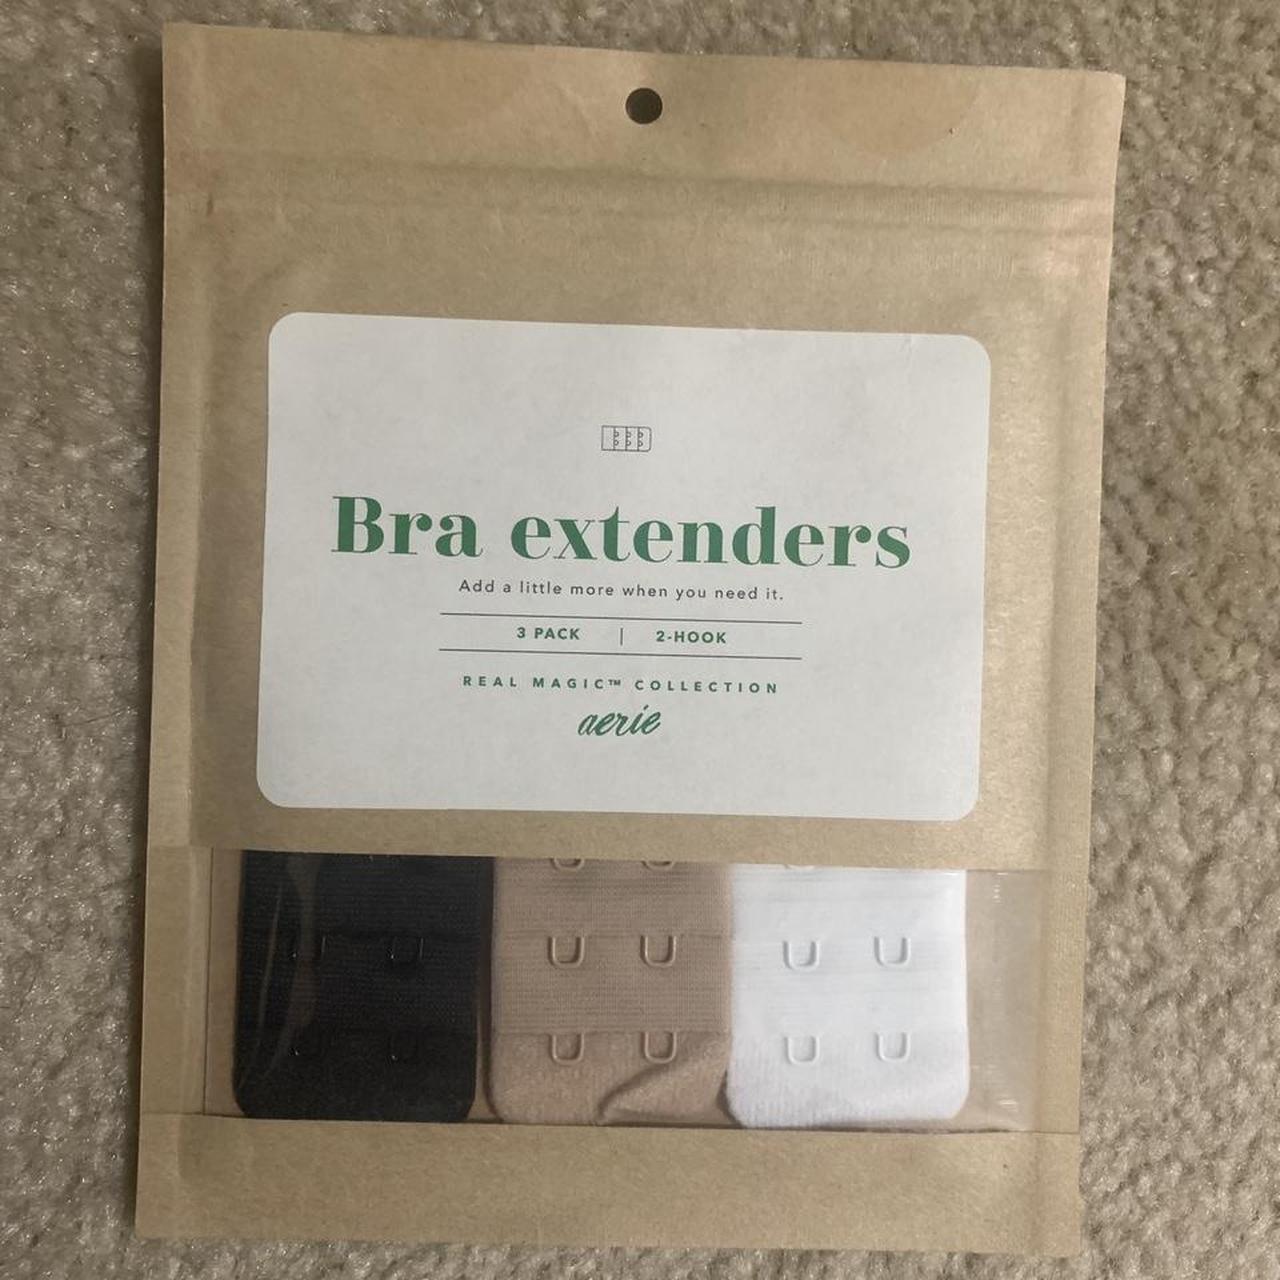 Bra extenders
Add a little more when you need it.
3 PACK | 2-HOOK
REAL MAGIC™ COLLECTION
aerie